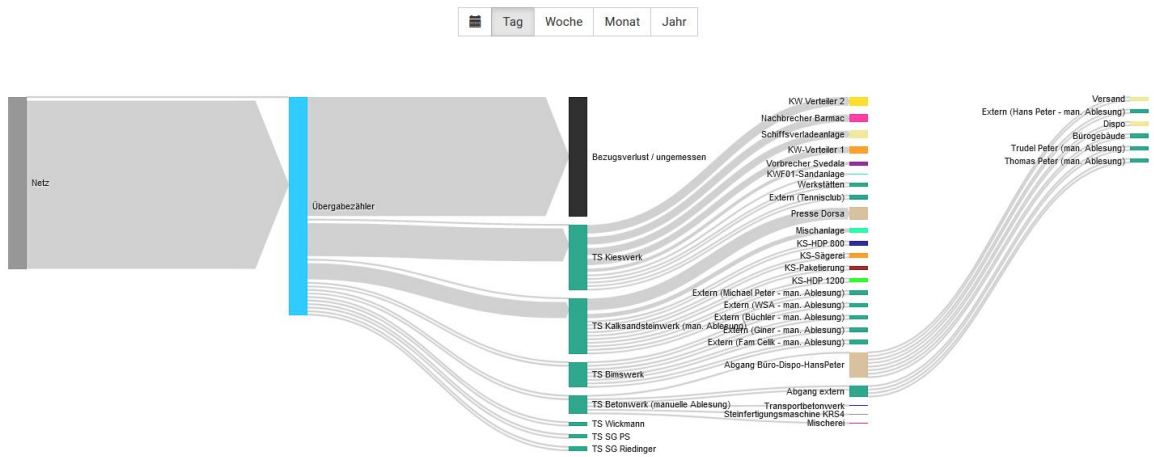 Tag
Woche
Monat
Jahr
Netz
Übergabezähler
Bezugsverlust / ungemessen
TS Kieswerk
TS Kalksandsteinwerk (man. Ablesung)
TS Bimswerk
TS Betonwerk (manuelle Ablesung)
TS Wickmann
TS SG PS
TS SG Riedinger
KW Verteiler 2
Nachbrecher Barmac
Schiffsverladeanlage
KW-Verteiler 1
Vorbrecher Svedala
KWF01-Sandanlage
Werkstätten
Extern (Tennisclub)
Presse Dorsa
Mischanlage
KS-HDP 800
KS-Sägerei
KS-Paketierung
KS-HDP 1200
Extern (Michael Peter - man. Ablesung)
Extern (WSA - man. Ablesung)
Extern (Büchler - man. Ablesung)
Extern (Giner - man. Ablesung)
Extern (Fam Celik - man. Ablesung)
Abgang Büro-Dispo-HansPeter
Abgang extern
Transportbetonwerk
Steinfertigungsmaschine KRS4
Mischerei
Versand
Extern (Hans Peter - man. Ablesung)
Dispo
Bürogebäude
Trudel Peter (man. Ablesung)
Thomas Peter (man. Ablesung)